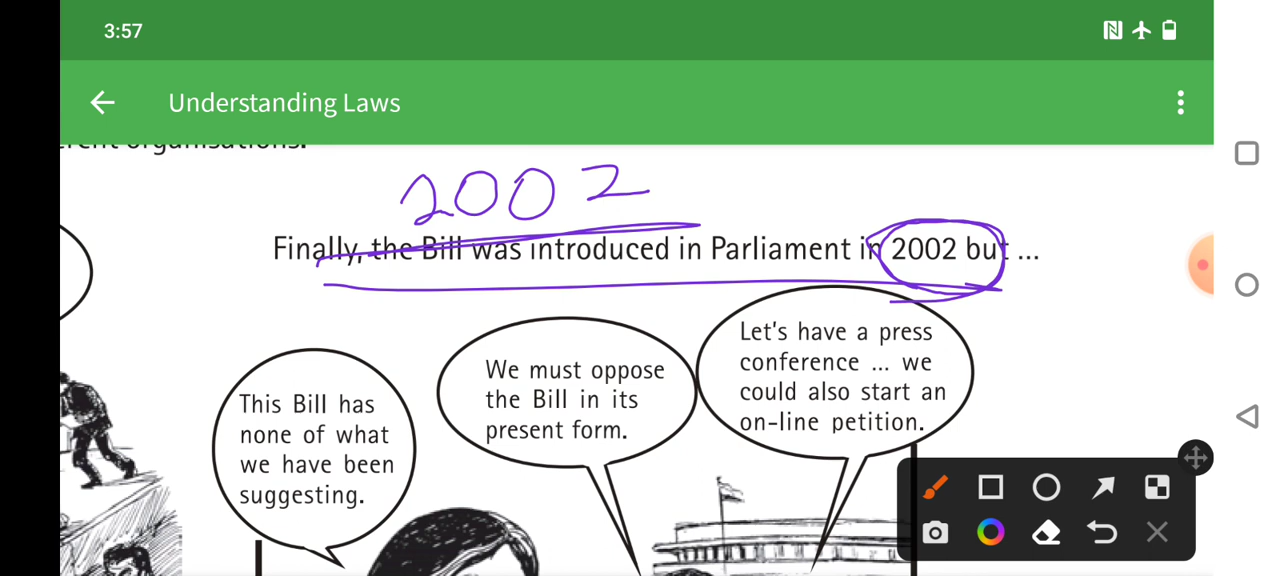 3:57
Understanding Laws
erent organisations.
2002
Finally, the Bill was introduced in Parliament in 2002 but ...
Let's have a press
conference ... we
could also start an
on-line petition.
We must oppose
the Bill in its
present form.
This Bill has
none of what
we have been
suggesting.